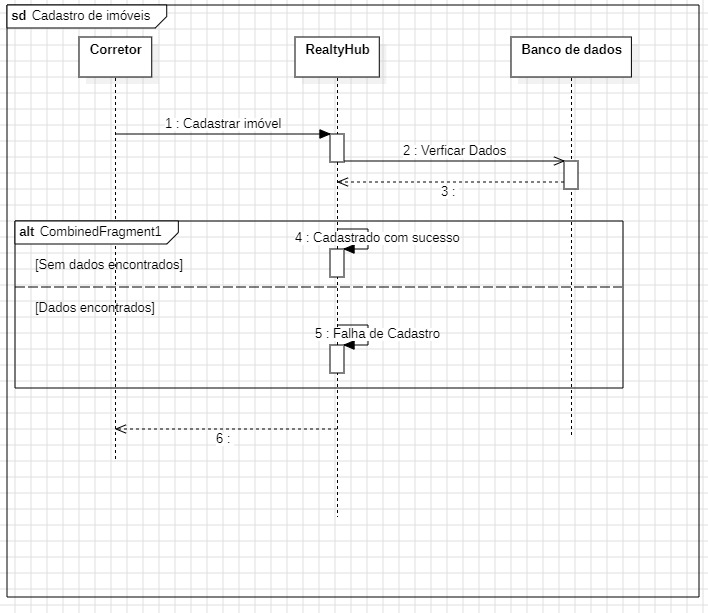 sd Cadastro de imóveis
Corretor
RealtyHub
Banco de dados
1 : Cadastrar imóvel
2 : Verficar Dados
3 :
alt CombinedFragment1
4 : Cadastrado com sucesso
[Sem dados encontrados]
[Dados encontrados]
5 : Falha de Cadastro
6 :